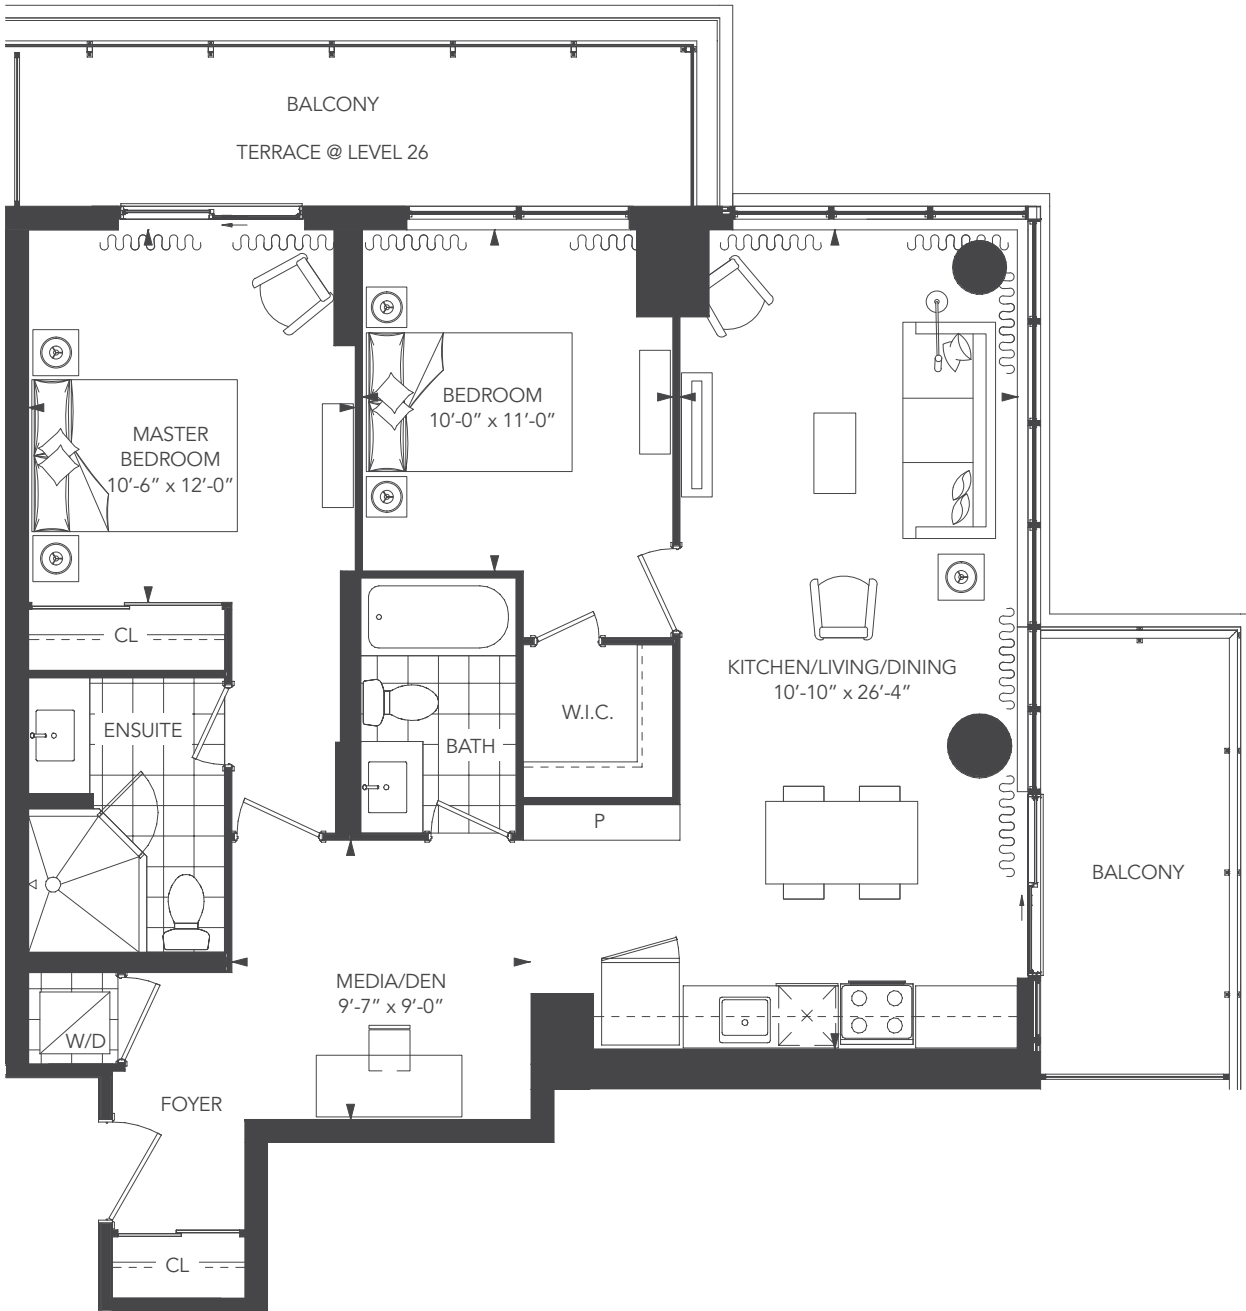 BALCONY
TERRACE @ LEVEL 26
BEDROOM
10'-0" x 11'-0"
MASTER
BEDROOM
10'-6" x 12'-0"
CL
KITCHEN/LIVING/DINING
10'-10" x 26'-4"
W.I.C.
ENSUITE
BATH
P
BALCONY
MEDIA/DEN
9'-7" x 9'-0"
W/D
FOYER
CL